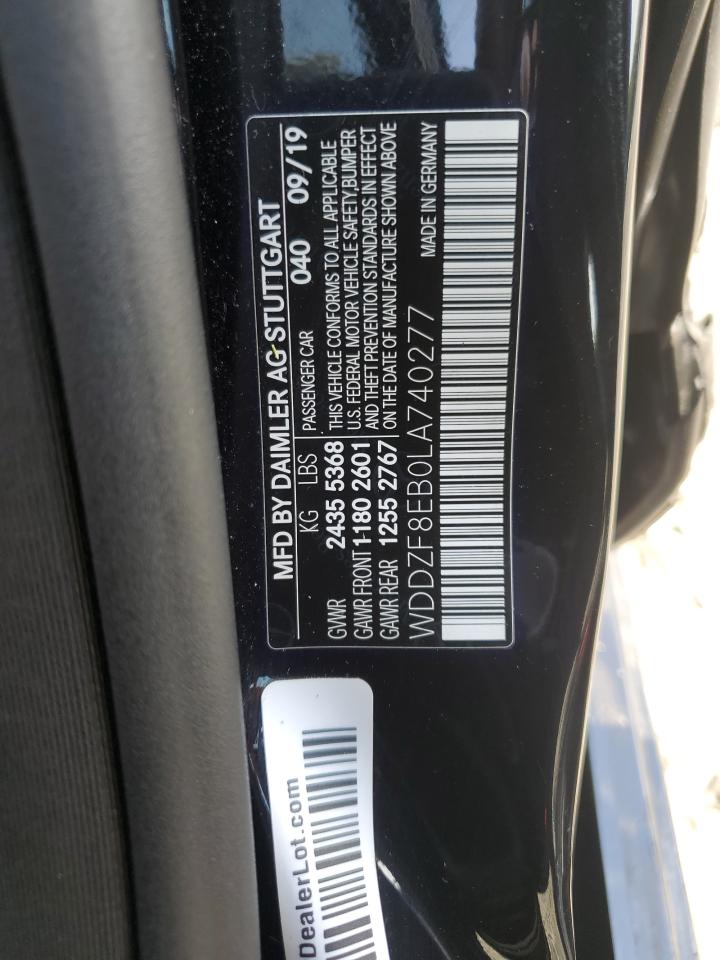 MFD BY DAIMLER AG STUTTGART
KG LBS PASSENGER CAR 040 09/19
GVWR 2435 5368 THIS VEHICLE CONFORMS TO ALL APPLICABLE
GAWR FRONT 1180 2601 U.S. FEDERAL MOTOR VEHICLE SAFETY,BUMPER
GAWR REAR 1255 2767 AND THEFT PREVENTION STANDARDS IN EFFECT
ON THE DATE OF MANUFACTURE SHOWN ABOVE
WDDZF8EB0LA740277 MADE IN GERMANY
DealerLot.com